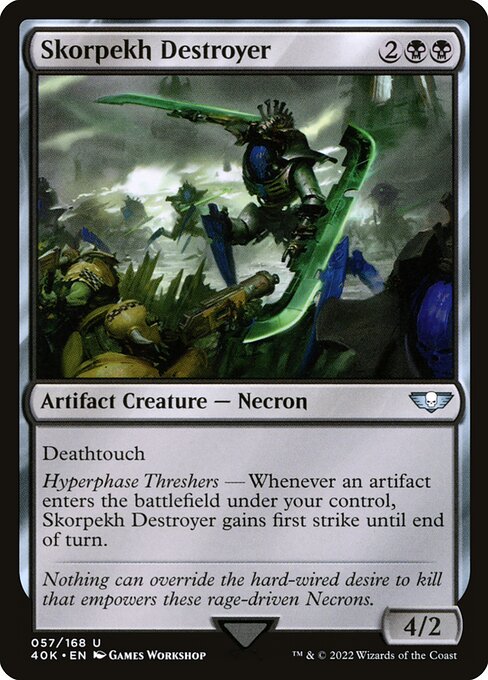 Skorpekh Destroyer 2
Artifact Creature — Necron
Deathtouch
Hyperphase Threshers — Whenever an artifact
enters the battlefield under your control,
Skorpekh Destroyer gains first strike until end
of turn.
Nothing can override the hard-wired desire to kill
that empowers these rage-driven Necrons.
4/2
057/168 U
40K • EN Games Workshop
™ & © 2022 Wizards of the Coast